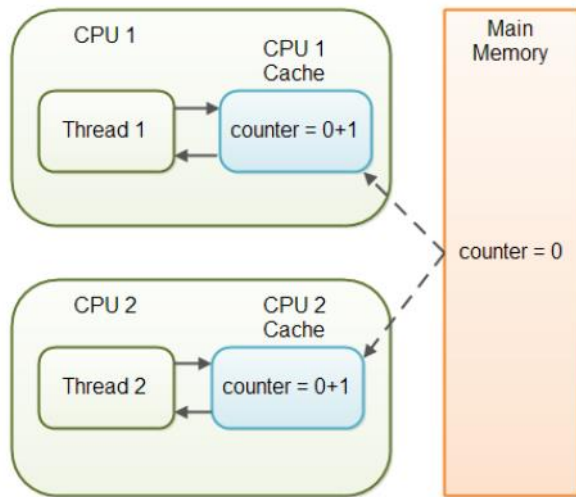 CPU 1
CPU 1
Cache
Thread 1
counter = 0+1
Main
Memory
counter = 0
CPU 2
CPU 2
Cache
Thread 2
counter = 0+1